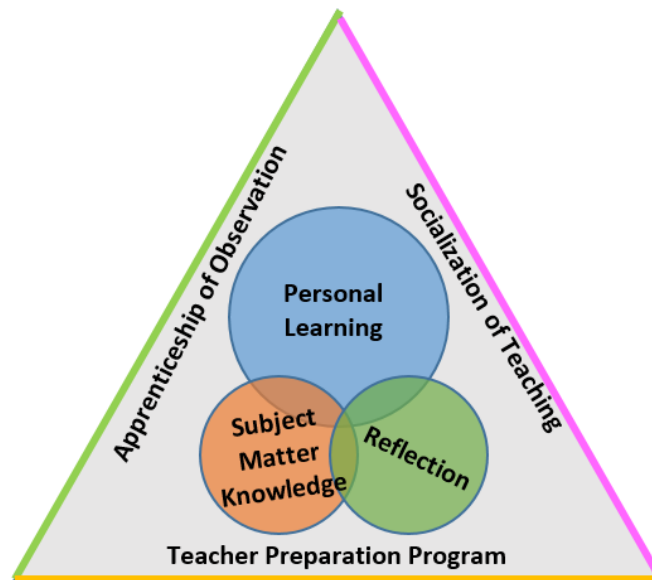 Apprenticeship of Observation
Socialization of Teaching
Personal
Learning
Subject
Matter
Knowledge
Reflection
Teacher Preparation Program